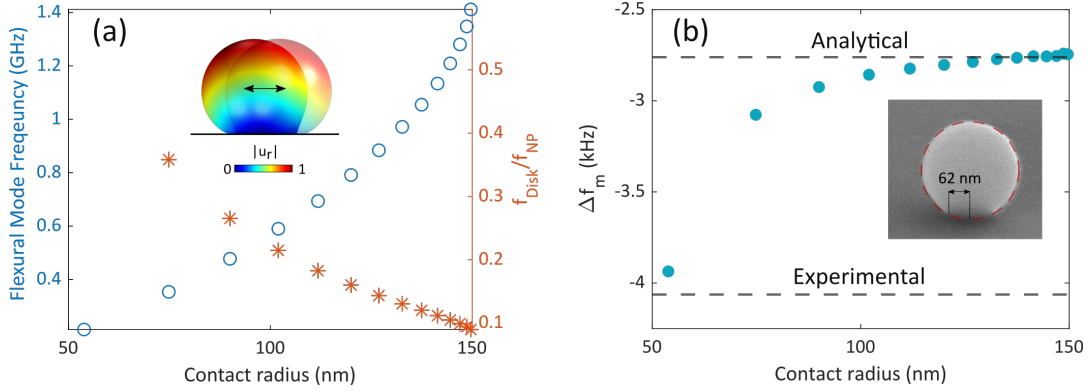 (a)
Flexural Mode Freqeuncy (GHz)
1.4
1.2
1
0.8
0.6
0.4
|u_r|
0 1
f_Disk/f_NP
0.5
0.4
0.3
0.2
0.1
50 100 150
Contact radius (nm)
(b)
Δf_m (kHz)
-2.5
-3
-3.5
-4
Analytical
62 nm
Experimental
50 100 150
Contact radius (nm)